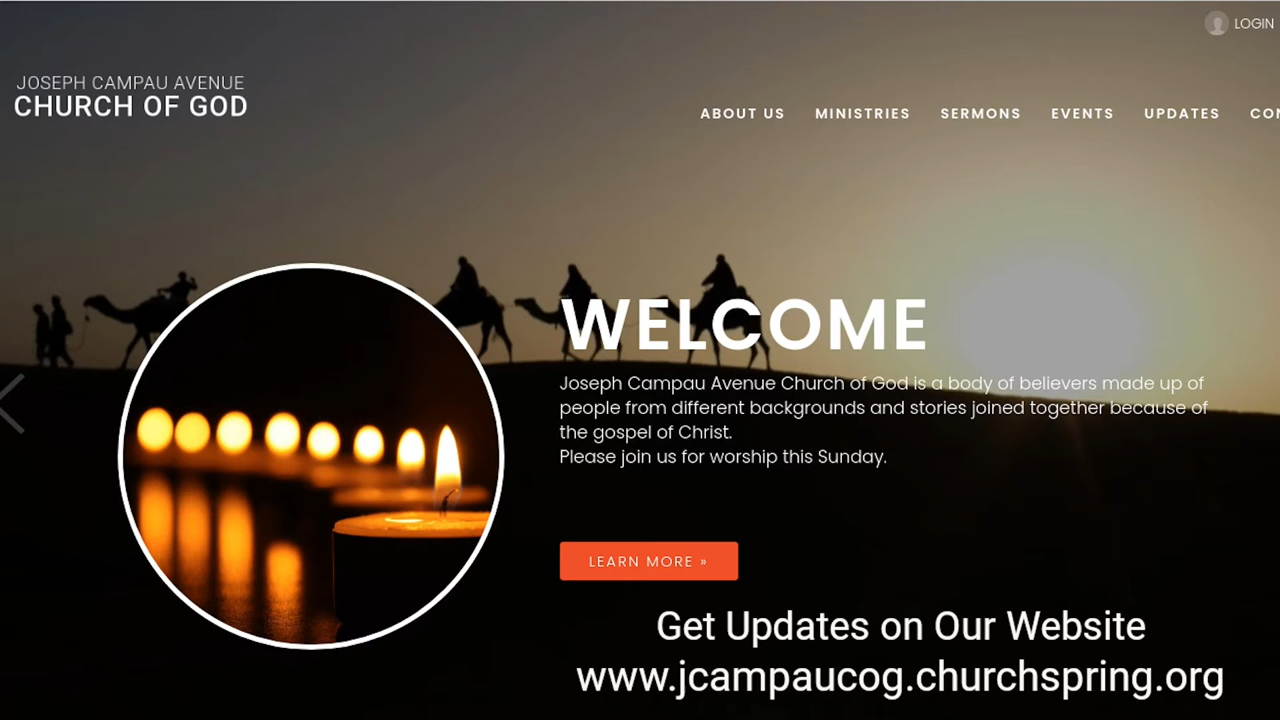 LOGIN
JOSEPH CAMPAU AVENUE
CHURCH OF GOD
ABOUT US MINISTRIES SERMONS EVENTS UPDATES
WELCOME
Joseph Campau Avenue Church of God is a body of believers made up of
people from different backgrounds and stories joined together because of
the gospel of Christ.
Please join us for worship this Sunday.
LEARN MORE »
Get Updates on Our Website
www.jcampaucog.churchspring.org